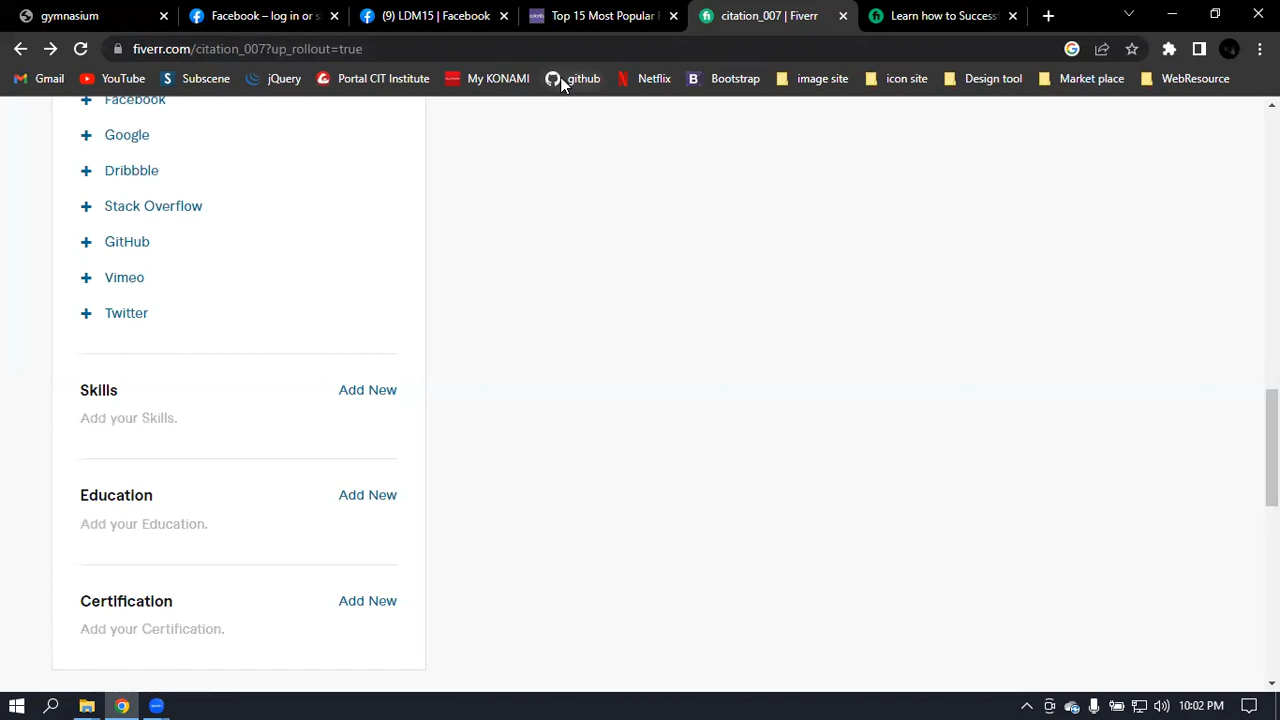 gymnasium
Facebook – log in or s
(9) LDM15 | Facebook
Top 15 Most Popular
citation_007 | Fiverr
Learn how to Success
fiverr.com/citation_007?up_rollout=true
Gmail
YouTube
Subscene
jQuery
Portal CIT Institute
My KONAMI
github
Netflix
Bootstrap
image site
icon site
Design tool
Market place
WebResource
Facebook
Google
Dribbble
Stack Overflow
GitHub
Vimeo
Twitter
Skills Add New
Add your Skills.
Education Add New
Add your Education.
Certification Add New
Add your Certification.
10:02 PM